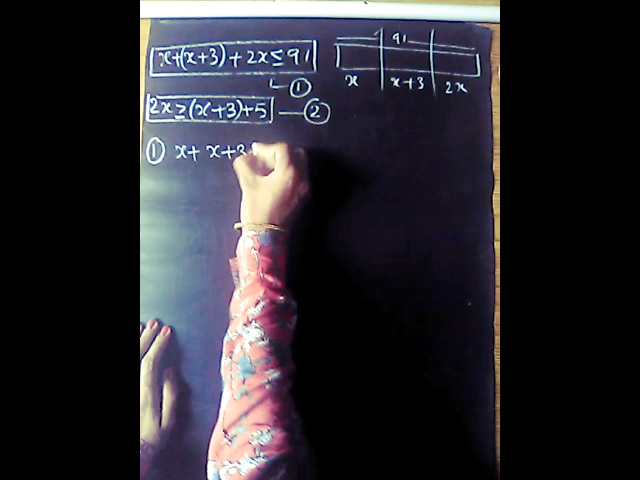 x+(x+3)+2x≤91
①
2x≥(x+3)+5 — ②
91
x x+3 2x
① x+ x+3